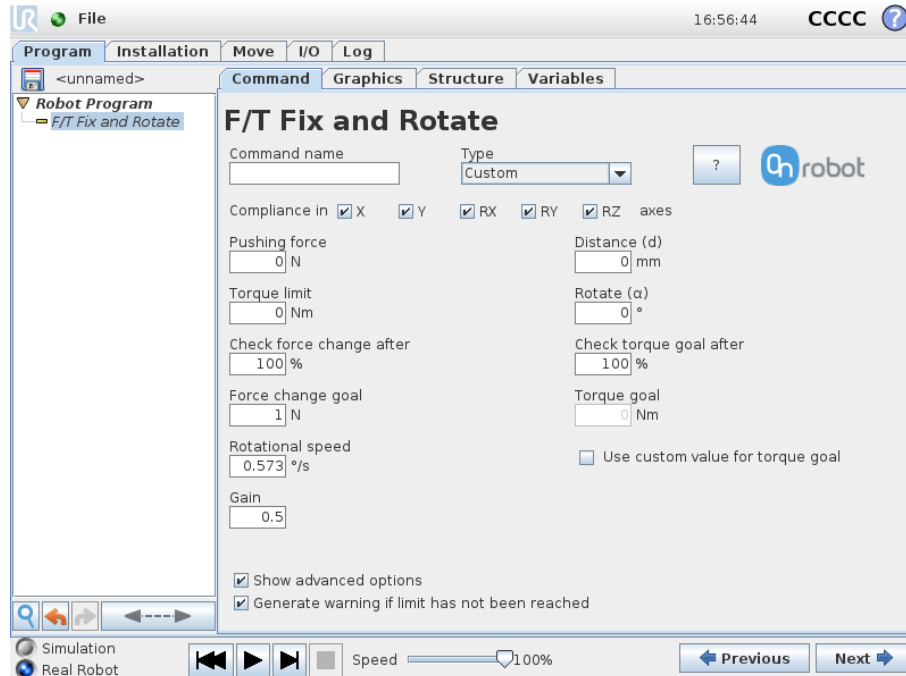 UR File 16:56:44 CCCC ?
Program Installation Move I/O Log
<unnamed> Command Graphics Structure Variables
Robot Program
F/T Fix and Rotate
F/T Fix and Rotate
Command name Type
Custom ? On robot
Compliance in X Y RX RY RZ axes
Pushing force Distance (d)
0 N 0 mm
Torque limit Rotate (α)
0 Nm 0 °
Check force change after Check torque goal after
100 % 100 %
Force change goal Torque goal
1 N 0 Nm
Rotational speed
0.573 °/s Use custom value for torque goal
Gain
0.5
Show advanced options
Generate warning if limit has not been reached
Simulation
Real Robot
Speed 100% Previous Next